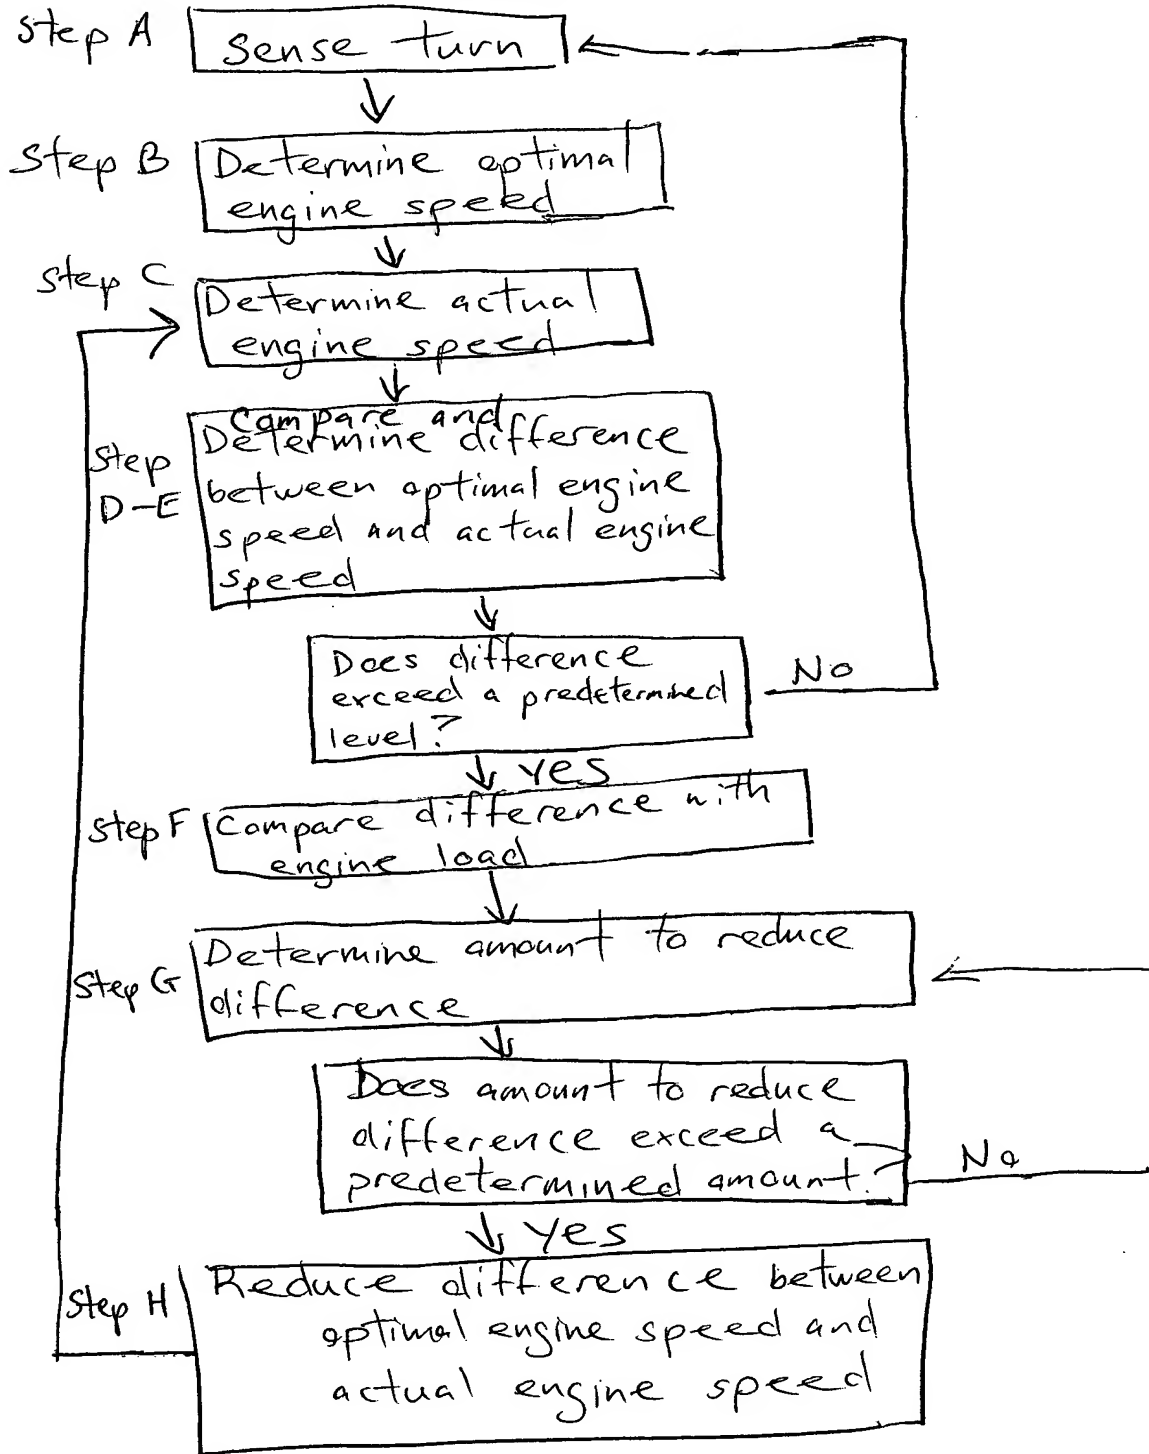 Step A
Sense turn
Step B
Determine optimal
engine speed
Step C
Determine actual
engine speed
Step
D-E
Compare and
Determine difference
between optimal engine
speed and actual engine
speed
Does difference
exceed a predetermined
level?
No
Yes
Step F
Compare difference with
engine load
Step G
Determine amount to reduce
difference
Does amount to reduce
difference exceed a
predetermined amount?
No
Yes
Step H
Reduce difference between
optimal engine speed and
actual engine speed